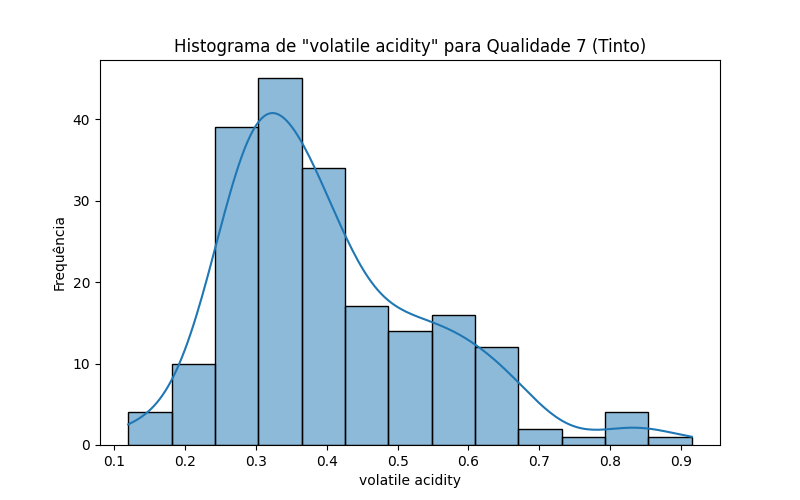 Histograma de "volatile acidity" para Qualidade 7 (Tinto)
Frequência
40
30
20
10
0
0.1 0.2 0.3 0.4 0.5 0.6 0.7 0.8 0.9
volatile acidity